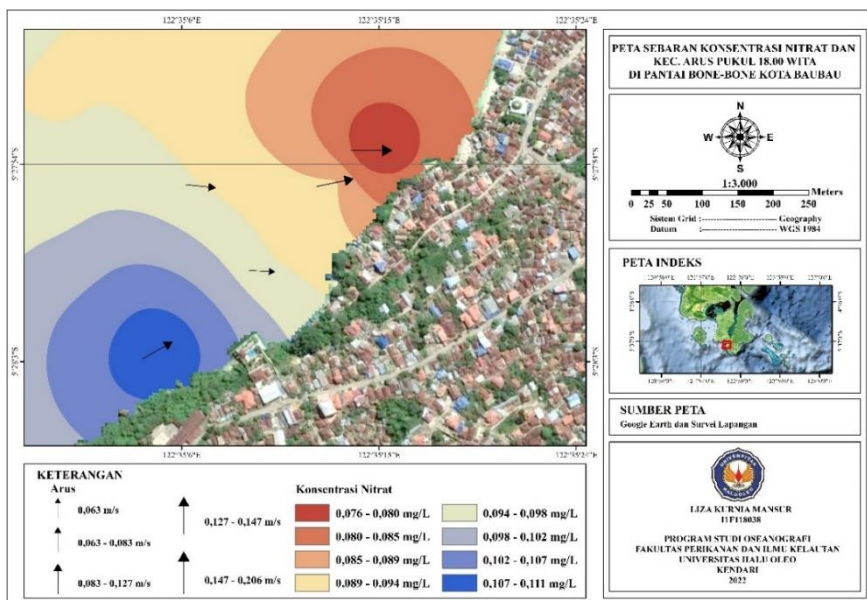 122°35'6"E 122°35'15"E 122°35'24"E
5°27'54"S
5°27'54"S
5°28'3"S
5°28'3"S
122°35'6"E 122°35'15"E 122°35'24"E
PETA SEBARAN KONSENTRASI NITRAT DAN
KEC. ARUS PUKUL 18.00 WITA
DI PANTAI BONE-BONE KOTA BAUBAU
N
W E
S
1:3.000
0 25 50 100 150 200 250 Meters
Sistem Grid : Geography
Datum : WGS 1984
PETA INDEKS
SUMBER PETA
Google Earth dan Survei Lapangan
UNIVERSITAS
HALUOLEO
LIZA KURNIA MANSUR
I1F118038
PROGRAM STUDI OSEANOGRAFI
FAKULTAS PERIKANAN DAN ILMU KELAUTAN
UNIVERSITAS HALU OLEO
KENDARI
2022
KETERANGAN
Arus
0,063 m/s
0,063 - 0,083 m/s
0,083 - 0,127 m/s
0,127 - 0,147 m/s
0,147 - 0,206 m/s
Konsentrasi Nitrat
0,076 - 0,080 mg/L
0,080 - 0,085 mg/L
0,085 - 0,089 mg/L
0,089 - 0,094 mg/L
0,094 - 0,098 mg/L
0,098 - 0,102 mg/L
0,102 - 0,107 mg/L
0,107 - 0,111 mg/L